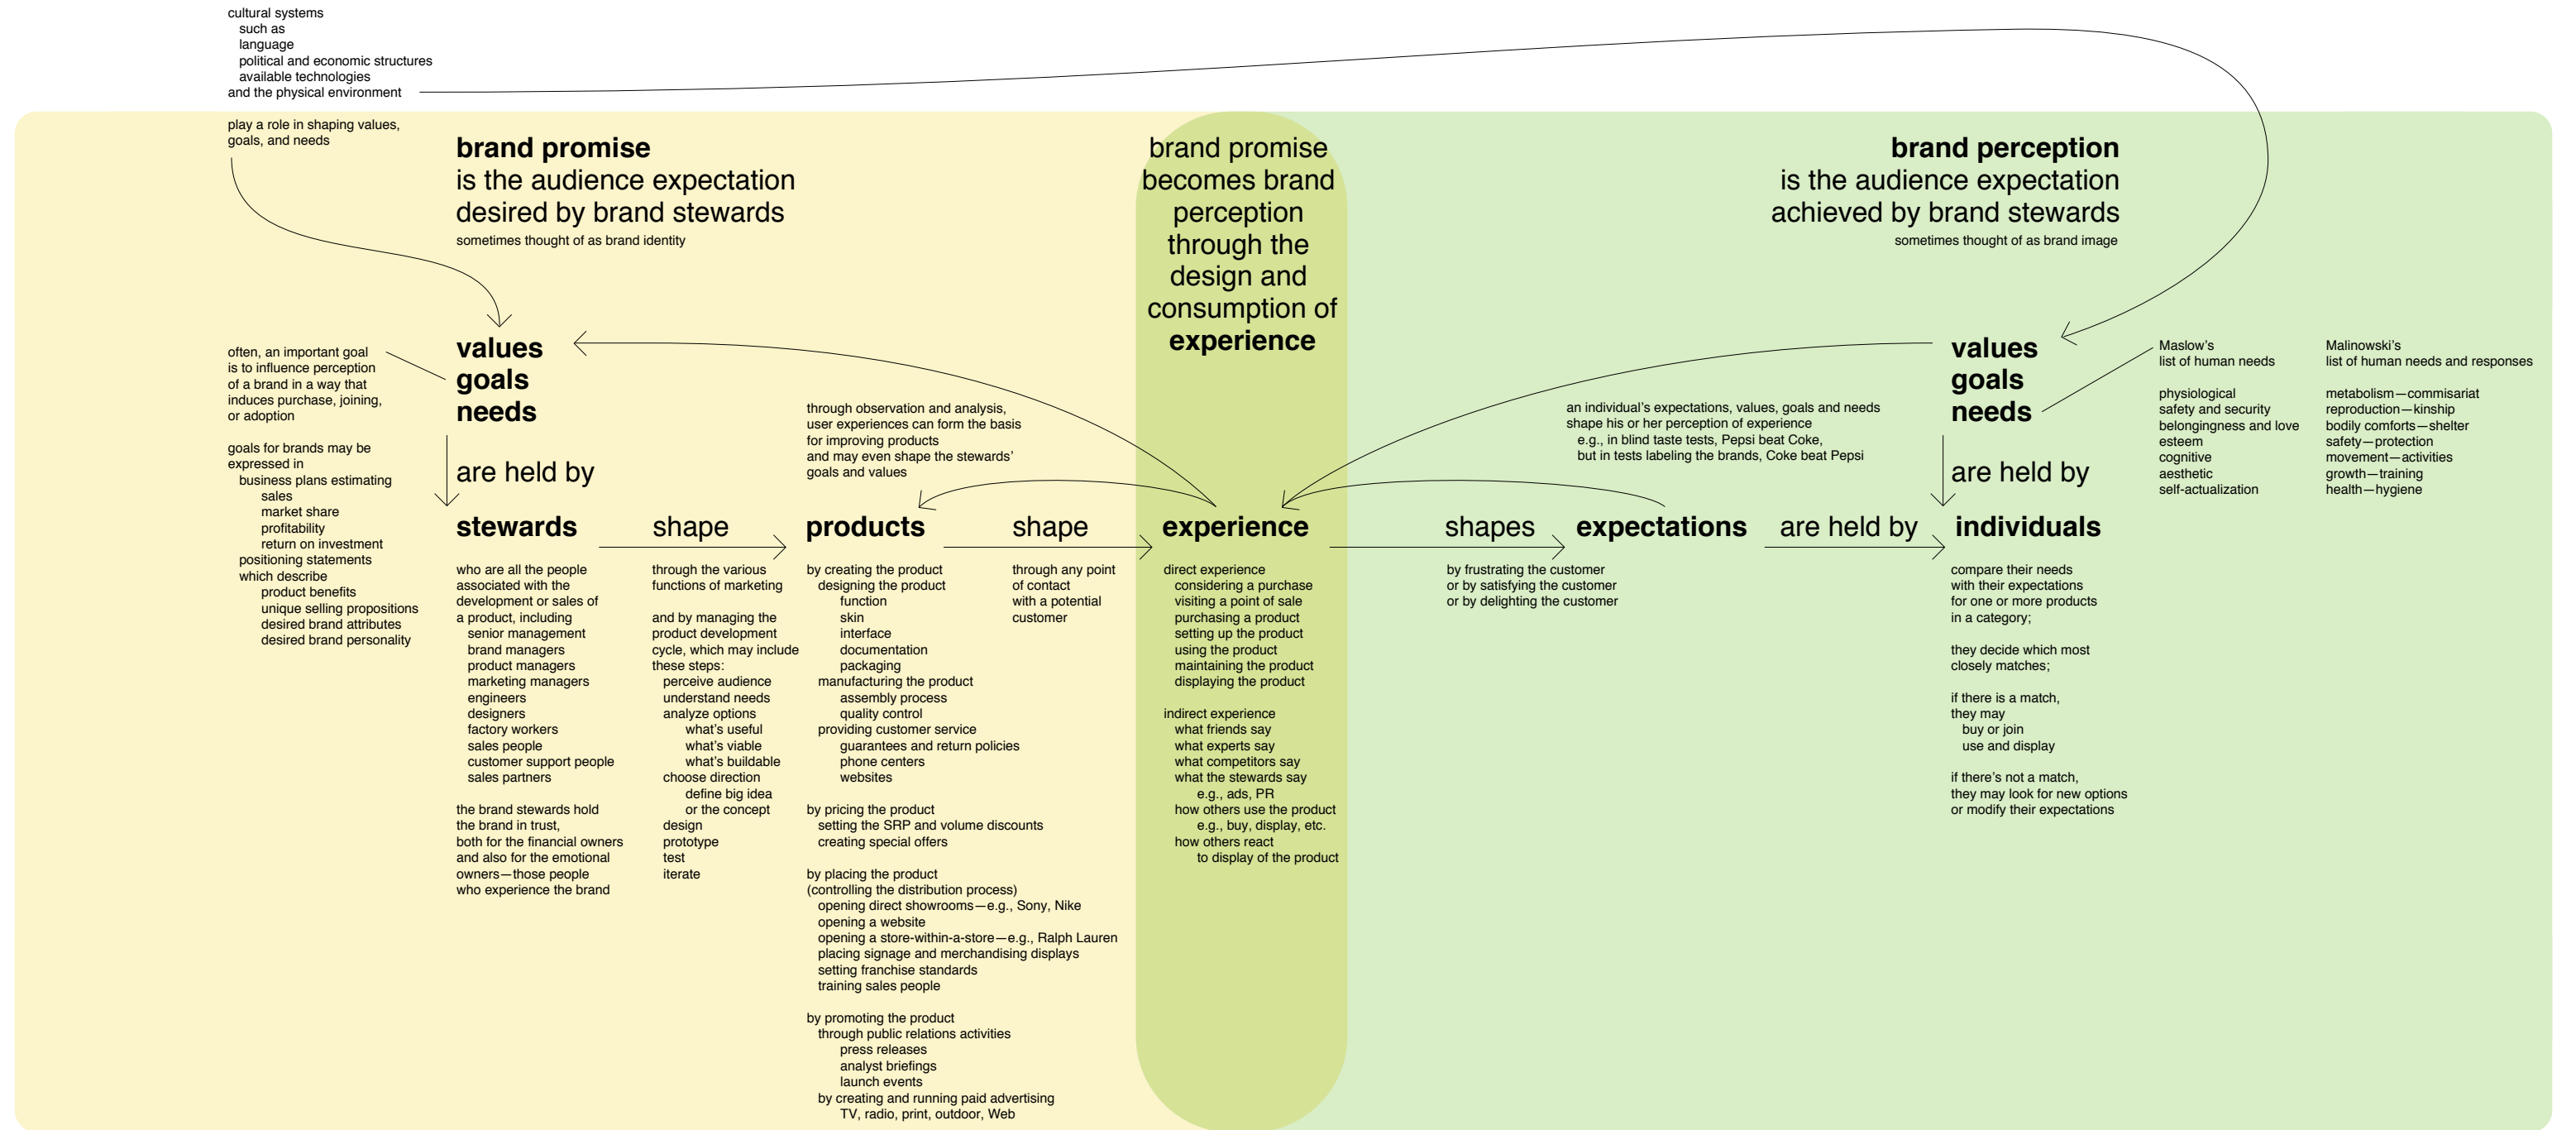 cultural systems
such as
language
political and economic structures
available technologies
and the physical environment
play a role in shaping values,
goals, and needs
brand promise
is the audience expectation
desired by brand stewards
sometimes thought of as brand identity
brand promise
becomes brand
perception
through the
design and
consumption of
experience
brand perception
is the audience expectation
achieved by brand stewards
sometimes thought of as brand image
often, an important goal
is to influence perception
of a brand in a way that
induces purchase, joining,
or adoption
goals for brands may be
expressed in
business plans estimating
sales
market share
profitability
return on investment
positioning statements
which describe
product benefits
unique selling propositions
desired brand attributes
desired brand personality
values
goals
needs
are held by
stewards
who are all the people
associated with the
development or sales of
a product, including
senior management
brand managers
product managers
marketing managers
engineers
designers
factory workers
sales people
customer support people
sales partners
the brand stewards hold
the brand in trust,
both for the financial owners
and also for the emotional
owners—those people
who experience the brand
shape
through the various
functions of marketing
and by managing the
product development
cycle, which may include
these steps:
perceive audience
understand needs
analyze options
what's useful
what's viable
what's buildable
choose direction
define big idea
or the concept
design
prototype
test
iterate
through observation and analysis,
user experiences can form the basis
for improving products
and may even shape the stewards'
goals and values
products
by creating the product
designing the product
function
skin
interface
documentation
packaging
manufacturing the product
assembly process
quality control
providing customer service
guarantees and return policies
phone centers
websites
by pricing the product
setting the SRP and volume discounts
creating special offers
by placing the product
(controlling the distribution process)
opening direct showrooms—e.g., Sony, Nike
opening a website
opening a store-within-a-store—e.g., Ralph Lauren
placing signage and merchandising displays
setting franchise standards
training sales people
by promoting the product
through public relations activities
press releases
analyst briefings
launch events
by creating and running paid advertising
TV, radio, print, outdoor, Web
shape
through any point
of contact
with a potential
customer
experience
direct experience
considering a purchase
visiting a point of sale
purchasing a product
setting up the product
using the product
maintaining the product
displaying the product
indirect experience
what friends say
what experts say
what competitors say
what the stewards say
e.g., ads, PR
how others use the product
e.g., buy, display, etc.
how others react
to display of the product
shapes
by frustrating the customer
or by satisfying the customer
or by delighting the customer
an individual's expectations, values, goals and needs
shape his or her perception of experience
e.g., in blind taste tests, Pepsi beat Coke,
but in tests labeling the brands, Coke beat Pepsi
expectations
are held by
values
goals
needs
are held by
individuals
compare their needs
with their expectations
for one or more products
in a category;
they decide which most
closely matches;
if there is a match,
they may
buy or join
use and display
if there's not a match,
they may look for new options
or modify their expectations
Maslow's
list of human needs
physiological
safety and security
belongingness and love
esteem
cognitive
aesthetic
self-actualization
Malinowski's
list of human needs and responses
metabolism—commisariat
reproduction—kinship
bodily comforts—shelter
safety—protection
movement—activities
growth—training
health—hygiene